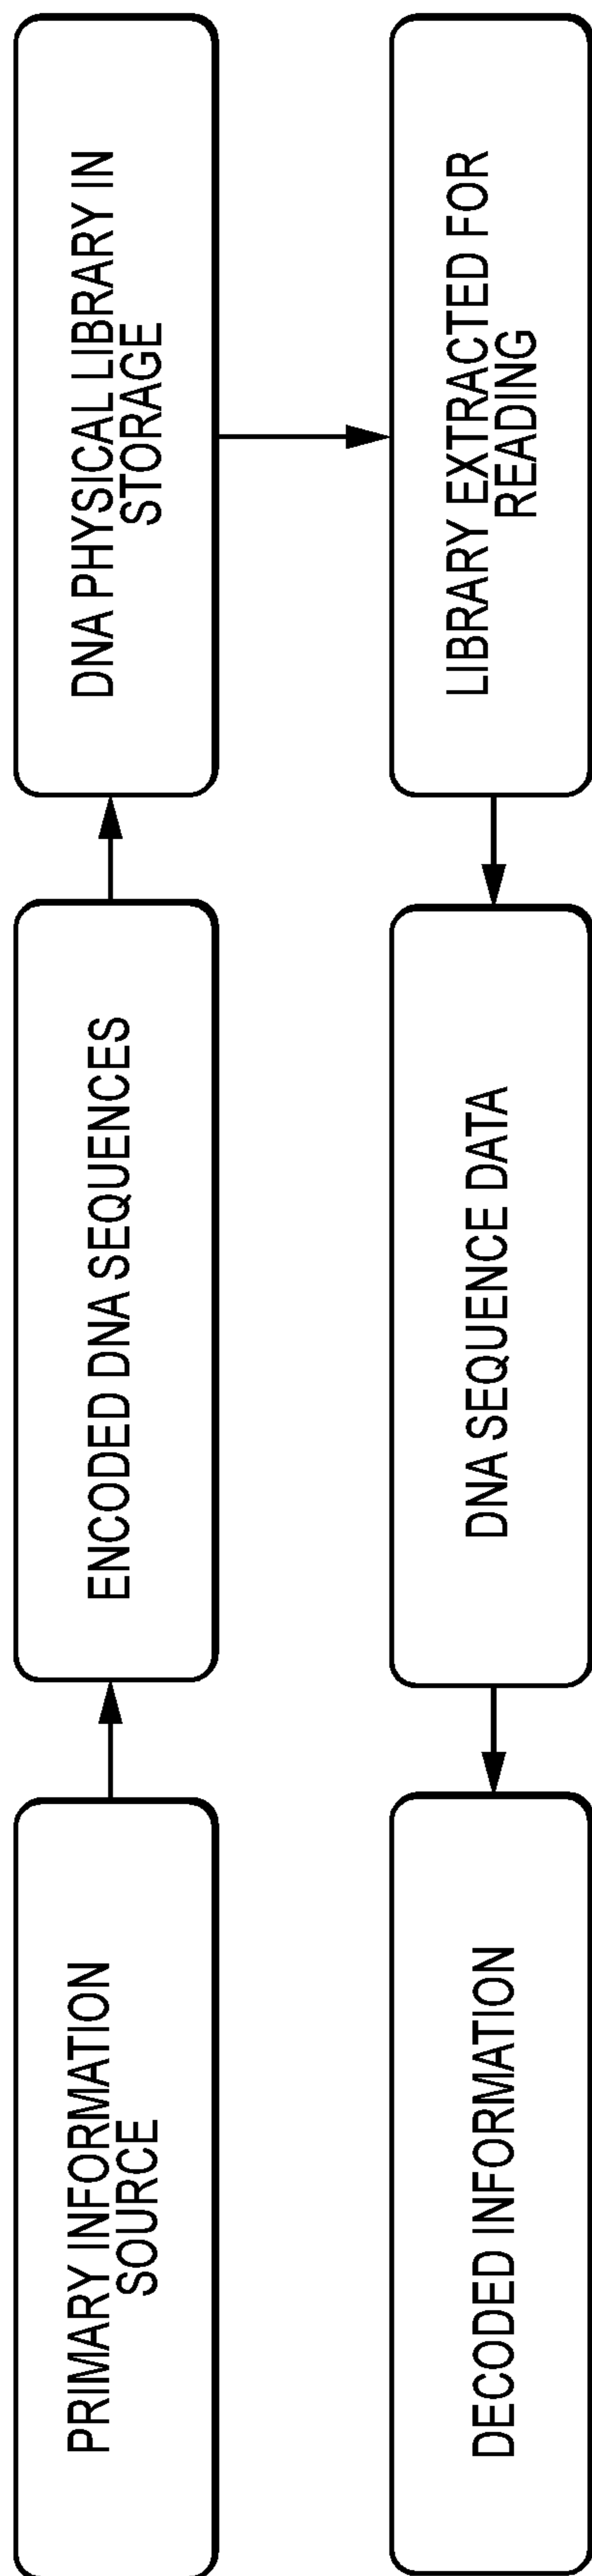 PRIMARY INFORMATION
SOURCE
ENCODED DNA SEQUENCES
DNA PHYSICAL LIBRARY IN
STORAGE
LIBRARY EXTRACTED FOR
READING
DNA SEQUENCE DATA
DECODED INFORMATION